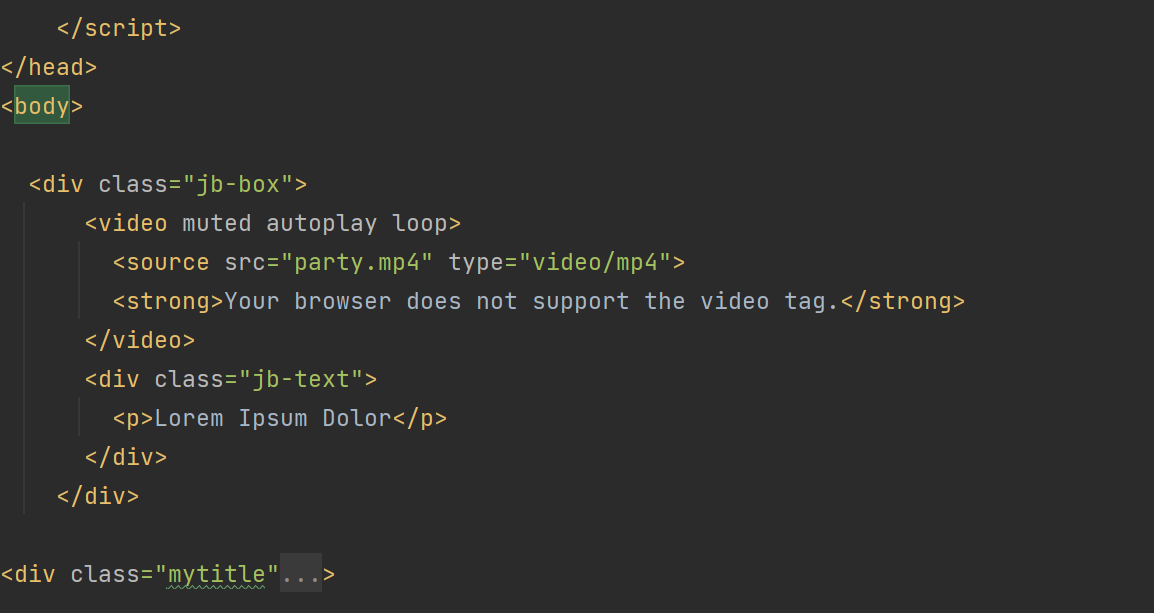 </script>
</head>
<body>
<div class="jb-box">
<video muted autoplay loop>
<source src="party.mp4" type="video/mp4">
<strong>Your browser does not support the video tag.</strong>
</video>
<div class="jb-text">
<p>Lorem Ipsum Dolor</p>
</div>
</div>
<div class="mytitle"...>